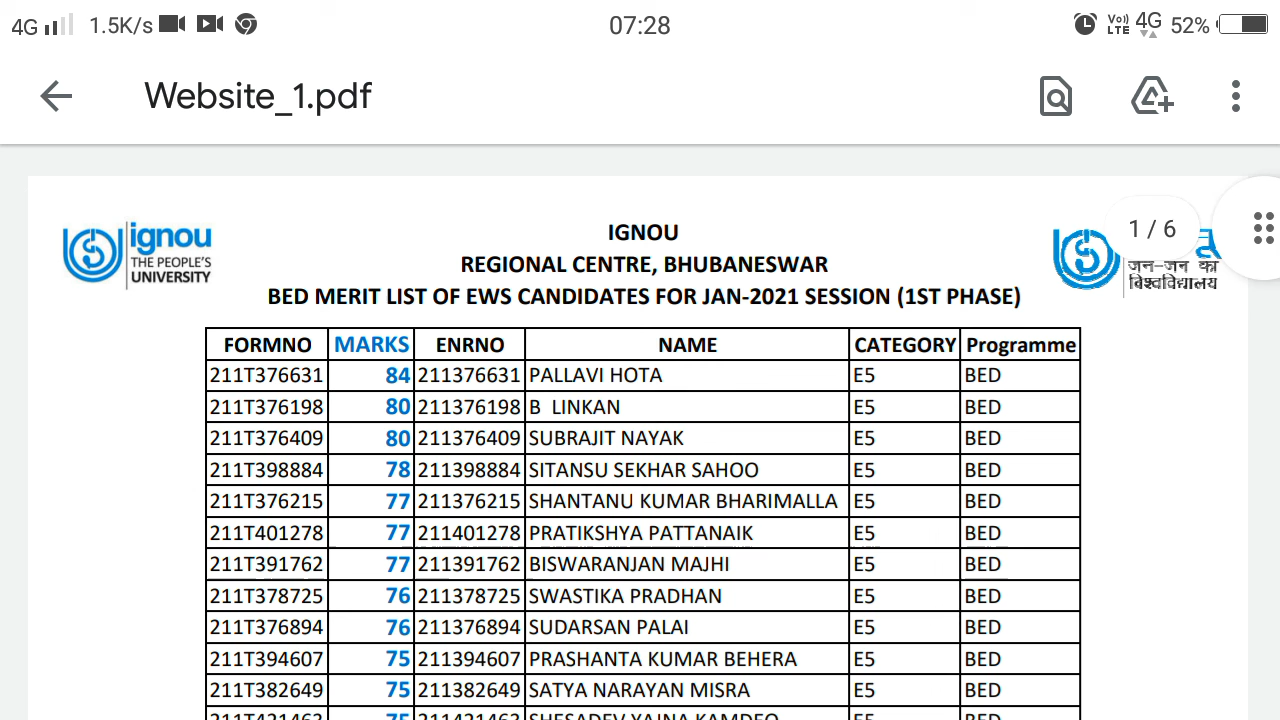 4G 1.5K/s 07:28 Vo) LTE 4G 52%
Website_1.pdf
1 / 6
ignou
THE PEOPLE'S
UNIVERSITY
IGNOU
REGIONAL CENTRE, BHUBANESWAR
BED MERIT LIST OF EWS CANDIDATES FOR JAN-2021 SESSION (1ST PHASE)
जन-जन का
विश्वविद्यालय
FORMNO MARKS ENRNO NAME CATEGORY Programme
211T376631 84 211376631 PALLAVI HOTA E5 BED
211T376198 80 211376198 B LINKAN E5 BED
211T376409 80 211376409 SUBRAJIT NAYAK E5 BED
211T398884 78 211398884 SITANSU SEKHAR SAHOO E5 BED
211T376215 77 211376215 SHANTANU KUMAR BHARIMALLA E5 BED
211T401278 77 211401278 PRATIKSHYA PATTANAIK E5 BED
211T391762 77 211391762 BISWARANJAN MAJHI E5 BED
211T378725 76 211378725 SWASTIKA PRADHAN E5 BED
211T376894 76 211376894 SUDARSAN PALAI E5 BED
211T394607 75 211394607 PRASHANTA KUMAR BEHERA E5 BED
211T382649 75 211382649 SATYA NARAYAN MISRA E5 BED